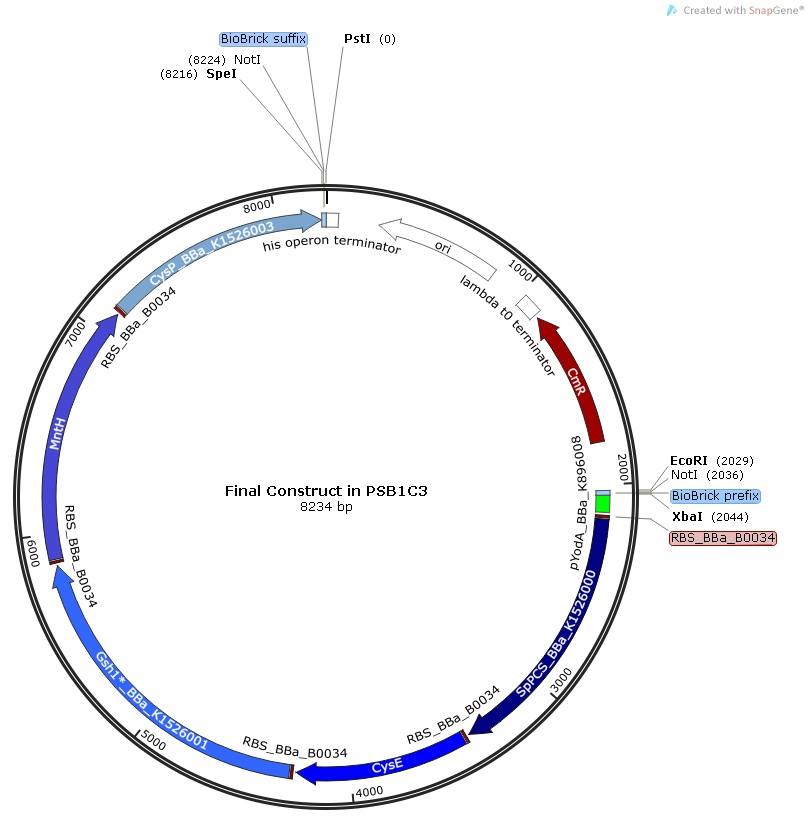 Created with SnapGene®
BioBrick suffix
PstI (0)
(8224) NotI
(8216) SpeI
8000
CysP_BBa_K1526003
his operon terminator
ori
1000
lambda t0 terminator
RBS_BBa_B0034
7000
CmR
MntH
pYodA_BBa_K896008
2000
EcoRI (2029)
NotI (2036)
BioBrick prefix
XbaI (2044)
RBS_BBa_B0034
Final Construct in PSB1C3
8234 bp
RBS_BBa_B0034
6000
SpPCS_BBa_K1526000
3000
Gsh1*_BBa_K1526001
RBS_BBa_B0034
RBS_BBa_B0034
5000
CysE
4000